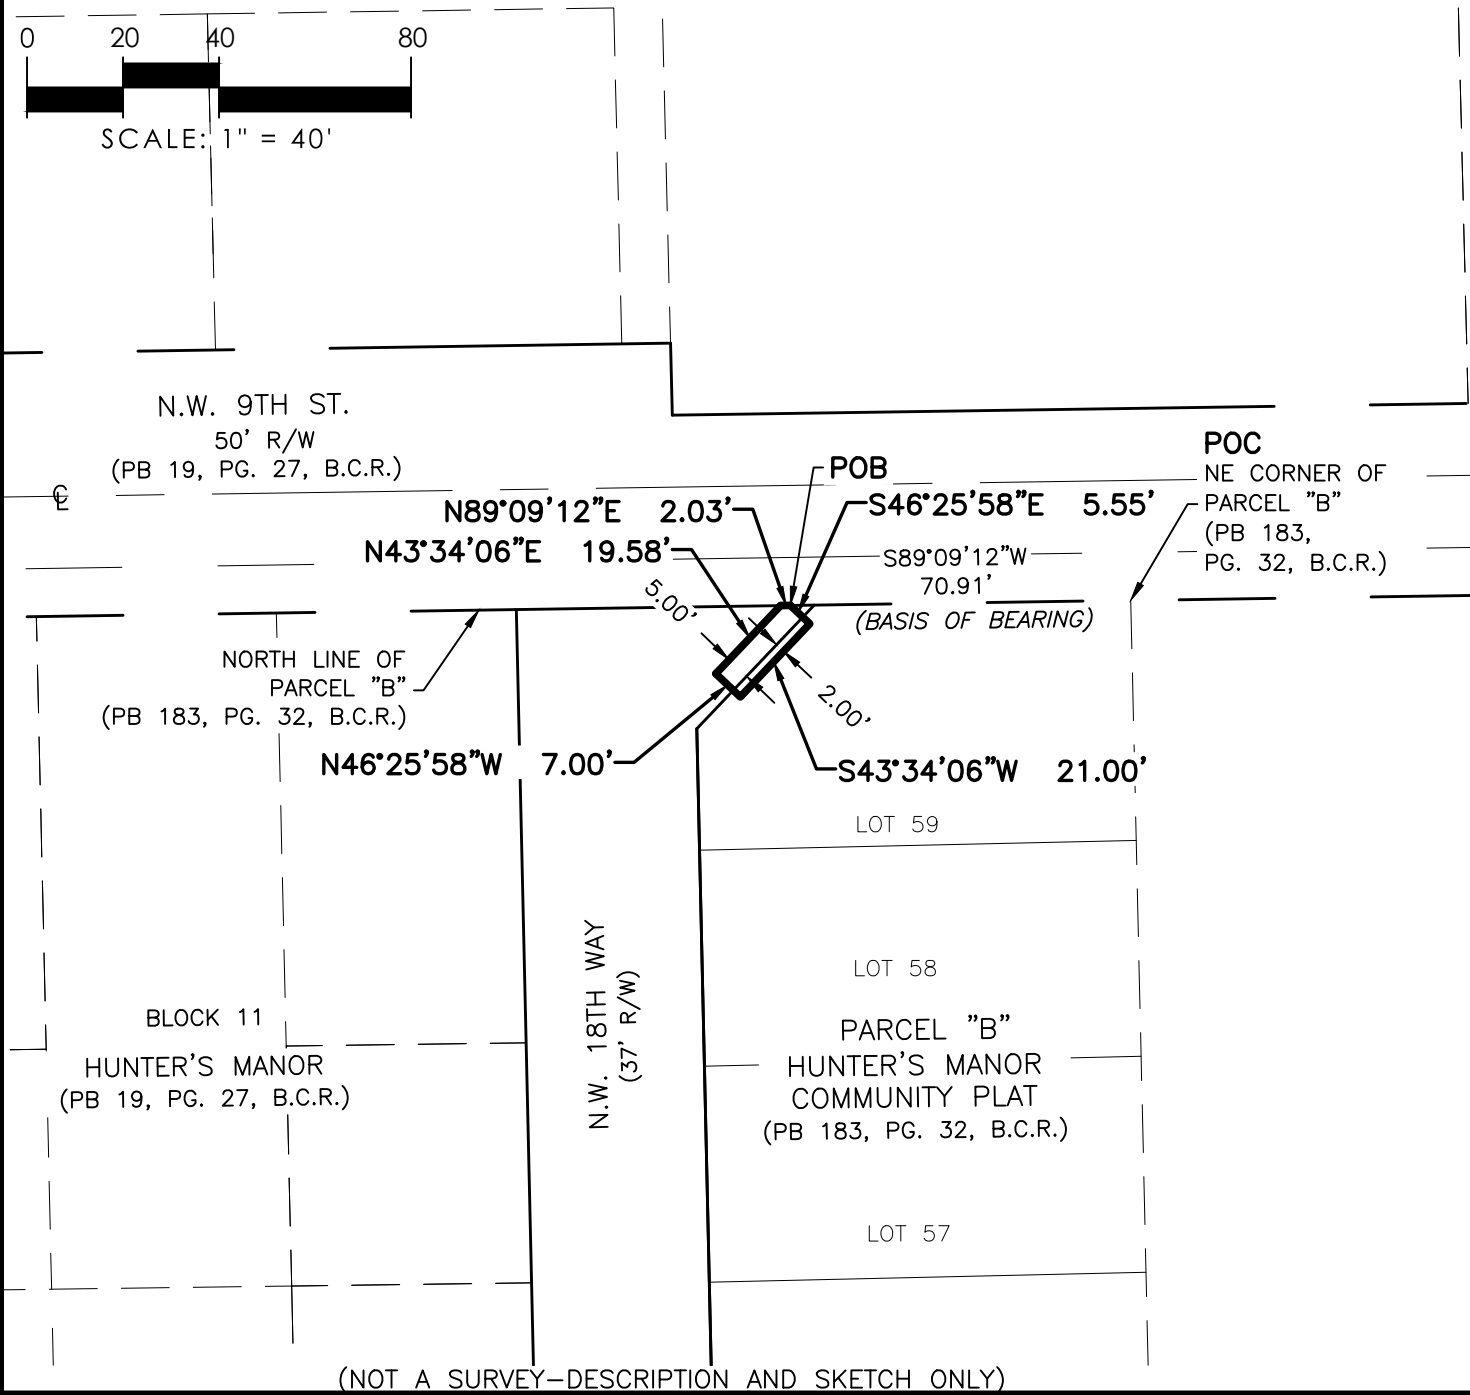 0 20 40 80
SCALE: 1" = 40'
N.W. 9TH ST.
50' R/W
(PB 19, PG. 27, B.C.R.)
℄
POC
NE CORNER OF
PARCEL "B"
(PB 183,
PG. 32, B.C.R.)
POB
N89°09'12"E 2.03'
S46°25'58"E 5.55'
N43°34'06"E 19.58'
S89°09'12"W
70.91'
(BASIS OF BEARING)
5.00'
2.00'
NORTH LINE OF
PARCEL "B"
(PB 183, PG. 32, B.C.R.)
N46°25'58"W 7.00'
S43°34'06"W 21.00'
LOT 59
LOT 58
N.W. 18TH WAY
(37' R/W)
BLOCK 11
HUNTER'S MANOR
(PB 19, PG. 27, B.C.R.)
PARCEL "B"
HUNTER'S MANOR
COMMUNITY PLAT
(PB 183, PG. 32, B.C.R.)
LOT 57
(NOT A SURVEY-DESCRIPTION AND SKETCH ONLY)